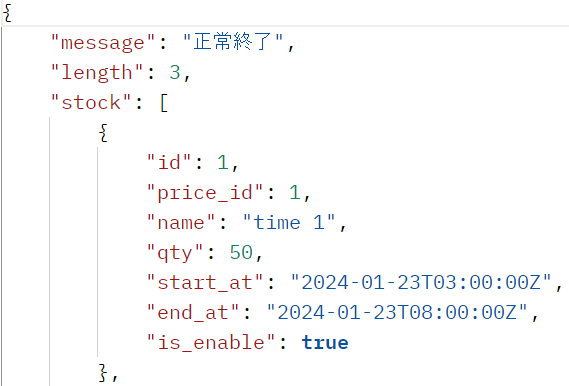 {
"message": "正常終了",
"length": 3,
"stock": [
{
"id": 1,
"price_id": 1,
"name": "time 1",
"qty": 50,
"start_at": "2024-01-23T03:00:00Z",
"end_at": "2024-01-23T08:00:00Z",
"is_enable": true
},